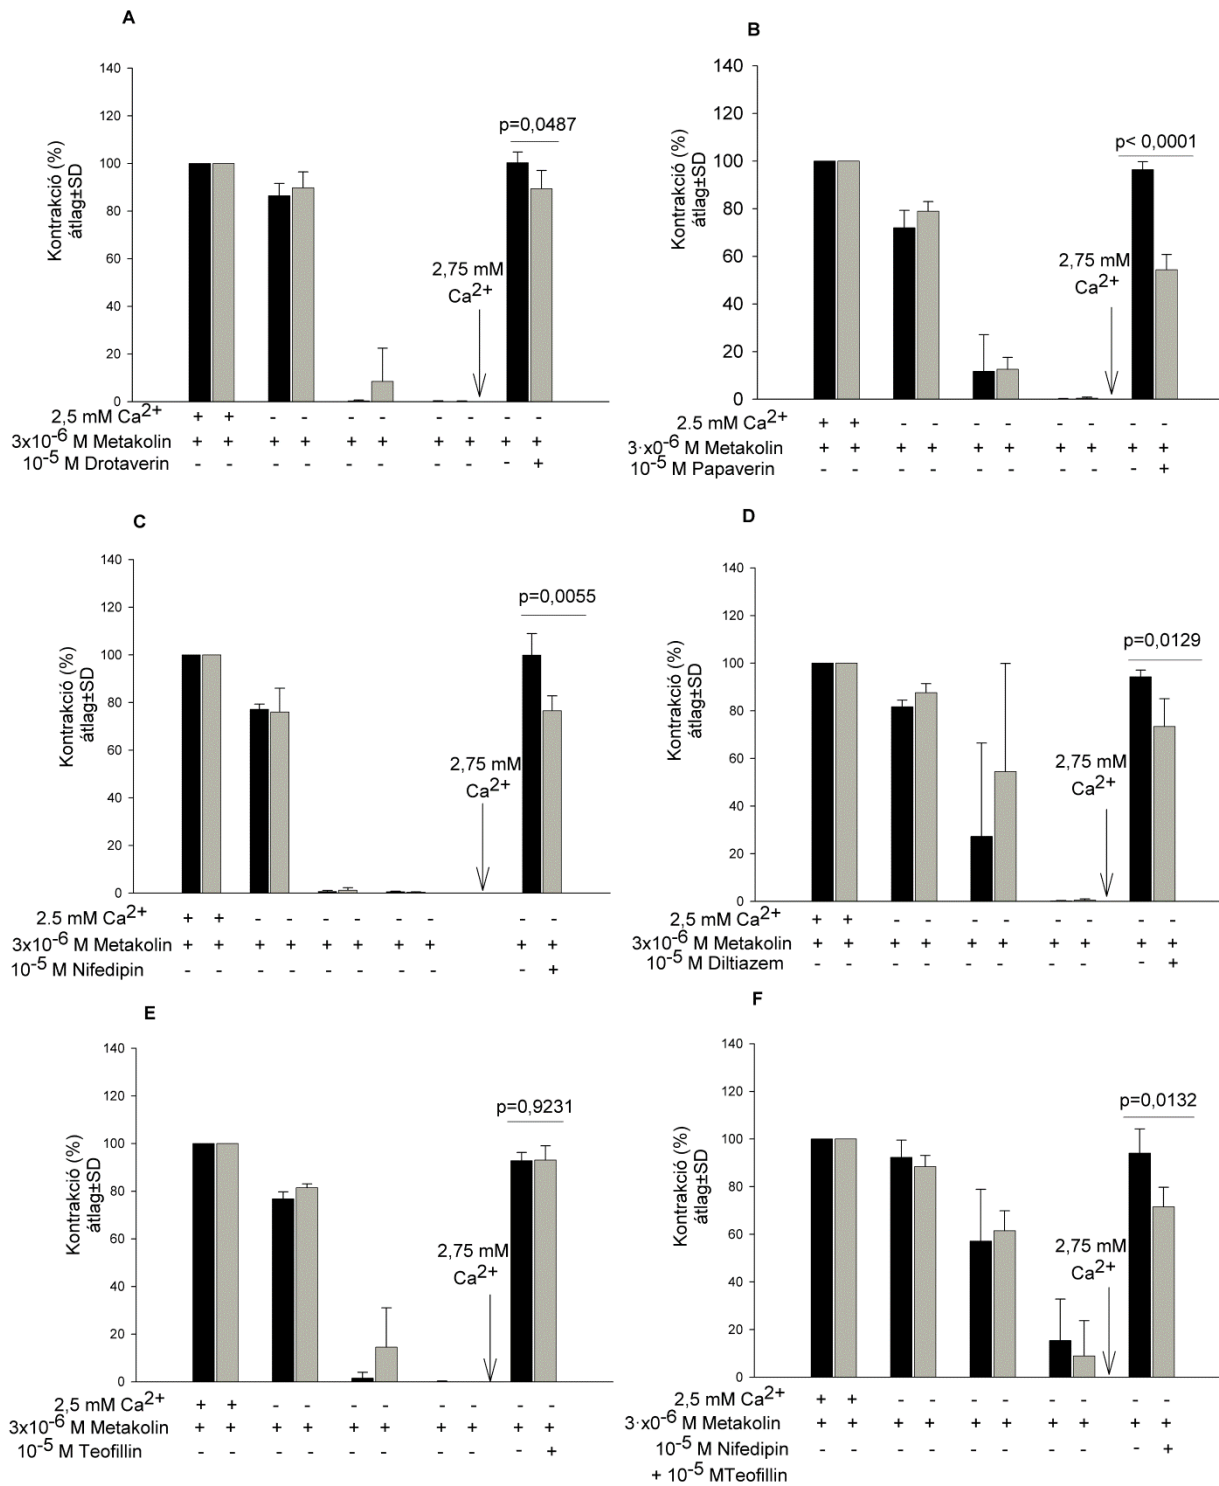 A
Kontrakció (%)
átlag±SD
140
120
100
80
60
40
20
0
p=0,0487
2,75 mM
Ca2+
2,5 mM Ca2+ + + - - - - - - - -
3x10-6 M Metakolin + + + + + + + + + +
10-5 M Drotaverin - - - - - - - - - +
B
Kontrakció (%)
átlag±SD
140
120
100
80
60
40
20
0
p< 0,0001
2,75 mM
Ca2+
2.5 mM Ca2+ + + - - - - - - - -
3·x0-6 M Metakolin + + + + + + + + + +
10-5 M Papaverin - - - - - - - - - +
C
Kontrakció (%)
átlag±SD
140
120
100
80
60
40
20
0
p=0,0055
2,75 mM
Ca2+
2.5 mM Ca2+ + + - - - - - - - -
3x10-6 M Metakolin + + + + + + + + + +
10-5 M Nifedipin - - - - - - - - - +
D
Kontrakció (%)
átlag±SD
140
120
100
80
60
40
20
0
p=0,0129
2,75 mM
Ca2+
2,5 mM Ca2+ + + - - - - - - - -
3x10-6 M Metakolin + + + + + + + + + +
10-5 M Diltiazem - - - - - - - - - +
E
Kontrakció (%)
átlag±SD
140
120
100
80
60
40
20
0
p=0,9231
2,75 mM
Ca2+
2,5 mM Ca2+ + + - - - - - - - -
3x10-6 M Metakolin + + + + + + + + + +
10-5 M Teofillin - - - - - - - - - +
F
Kontrakció (%)
átlag±SD
140
120
100
80
60
40
20
0
p=0,0132
2,75 mM
Ca2+
2,5 mM Ca2+ + + - - - - - - - -
3·x0-6 M Metakolin + + + + + + + + + +
10-5 M Nifedipin - - - - - - - - - +
+ 10-5 MTeofillin